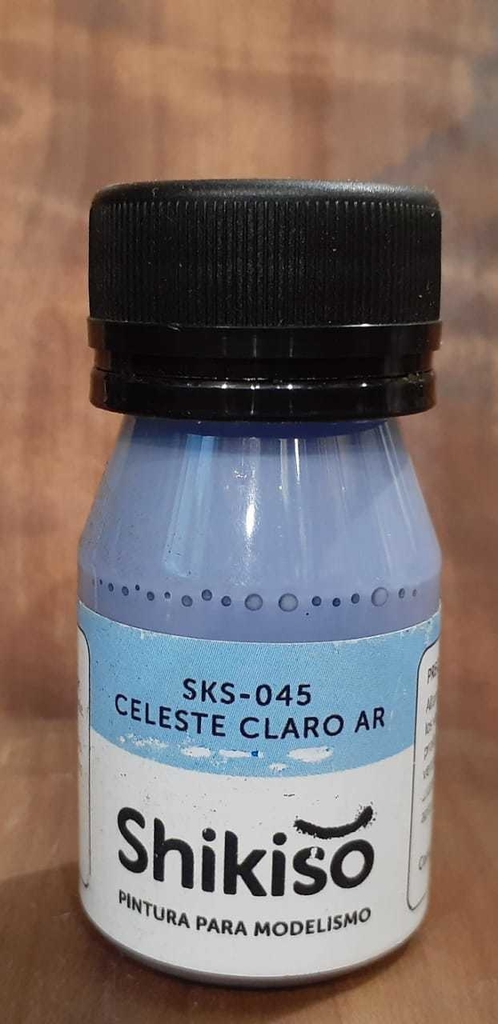 SKS-045
CELESTE CLARO AR
Shikiso
PINTURA PARA MODELISMO